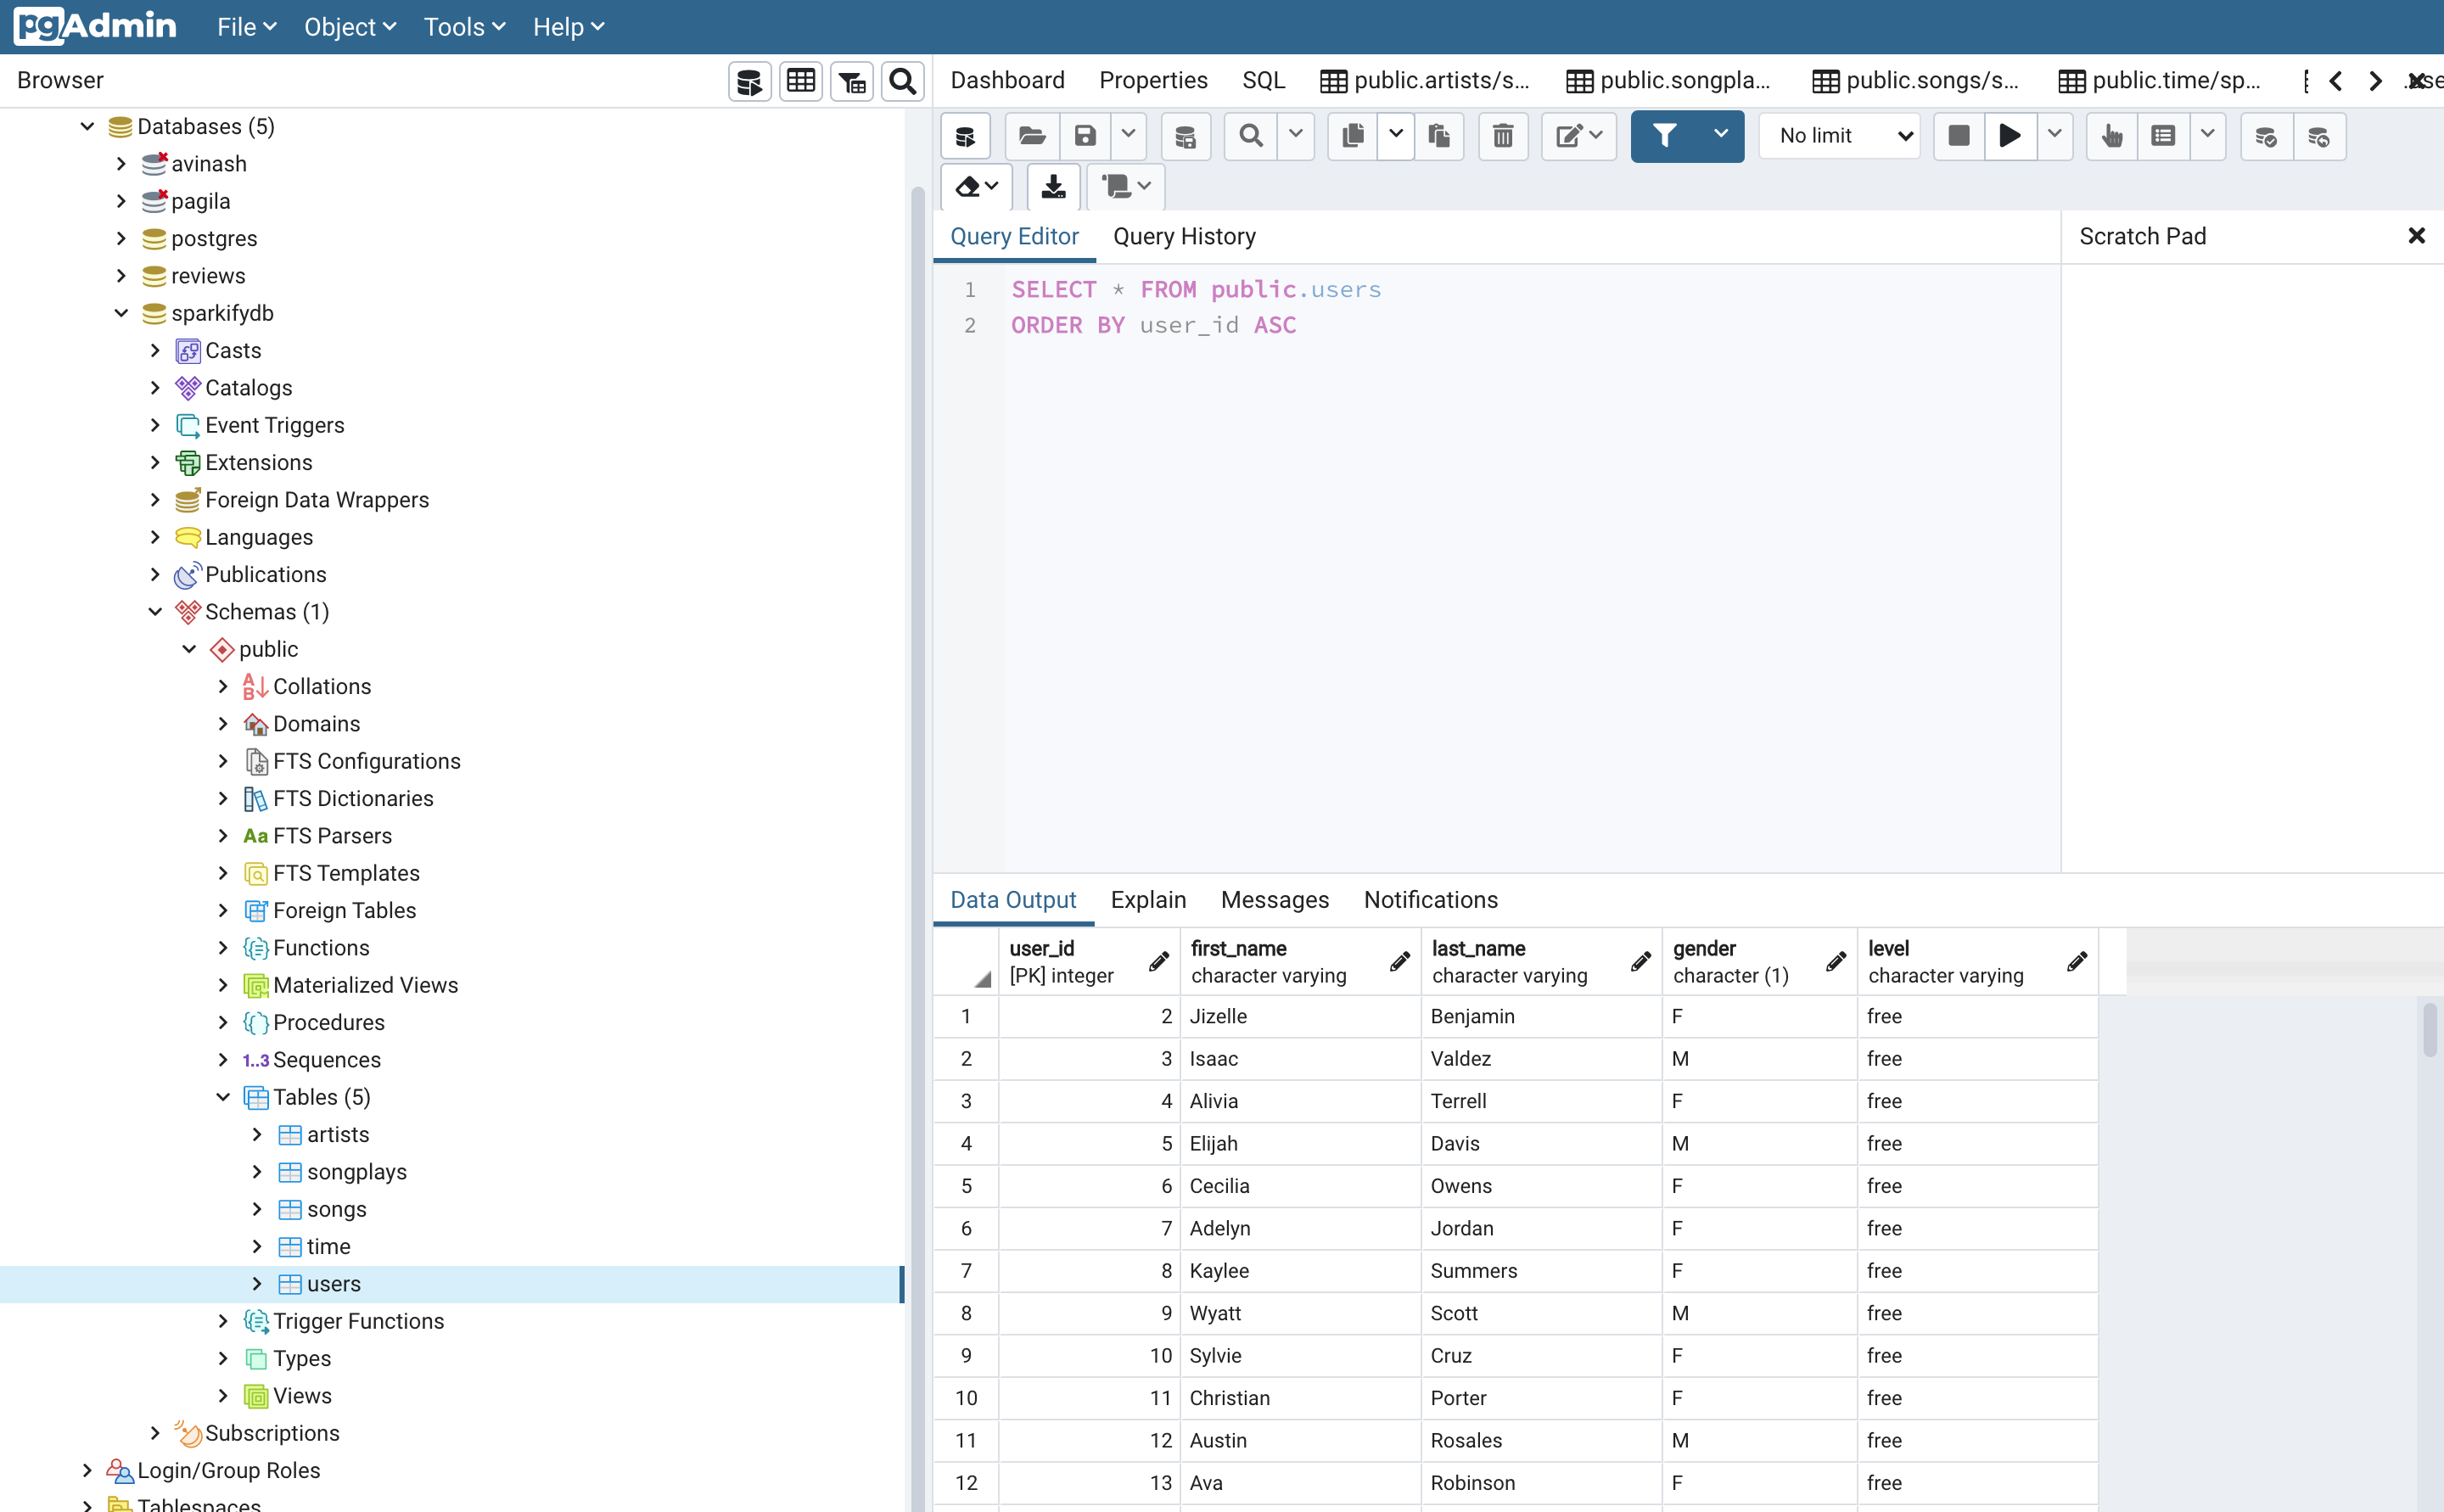 pgAdmin File Object Tools Help
Browser
Databases (5)
avinash
pagila
postgres
reviews
sparkifydb
Casts
Catalogs
Event Triggers
Extensions
Foreign Data Wrappers
Languages
Publications
Schemas (1)
public
Collations
Domains
FTS Configurations
FTS Dictionaries
Aa FTS Parsers
FTS Templates
Foreign Tables
Functions
Materialized Views
Procedures
1..3 Sequences
Tables (5)
artists
songplays
songs
time
users
Trigger Functions
Types
Views
Subscriptions
Login/Group Roles
Tablespaces
Dashboard Properties SQL public.artists/s... public.songpla... public.songs/s... public.time/sp...
No limit
Query Editor Query History Scratch Pad
1 SELECT * FROM public.users
2 ORDER BY user_id ASC
Data Output Explain Messages Notifications
user_id first_name last_name gender level
[PK] integer character varying character varying character (1) character varying
1 2 Jizelle Benjamin F free
2 3 Isaac Valdez M free
3 4 Alivia Terrell F free
4 5 Elijah Davis M free
5 6 Cecilia Owens F free
6 7 Adelyn Jordan F free
7 8 Kaylee Summers F free
8 9 Wyatt Scott M free
9 10 Sylvie Cruz F free
10 11 Christian Porter F free
11 12 Austin Rosales M free
12 13 Ava Robinson F free